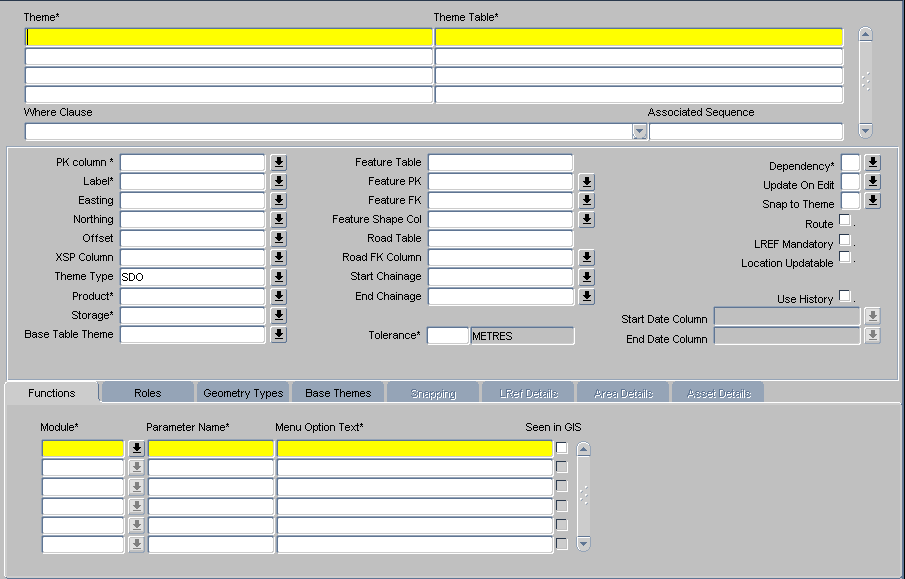 Theme* Theme Table*
Where Clause Associated Sequence
PK column * Feature Table Dependency*
Label* Feature PK Update On Edit
Easting Feature FK Snap to Theme
Northing Feature Shape Col Route .
Offset Road Table LREF Mandatory .
XSP Column Road FK Column Location Updatable .
Theme Type SDO Start Chainage
Product* End Chainage Use History .
Storage* Start Date Column
Base Table Theme Tolerance* METRES End Date Column
Functions Roles Geometry Types Base Themes Snapping LRef Details Area Details Asset Details
Module* Parameter Name* Menu Option Text* Seen in GIS